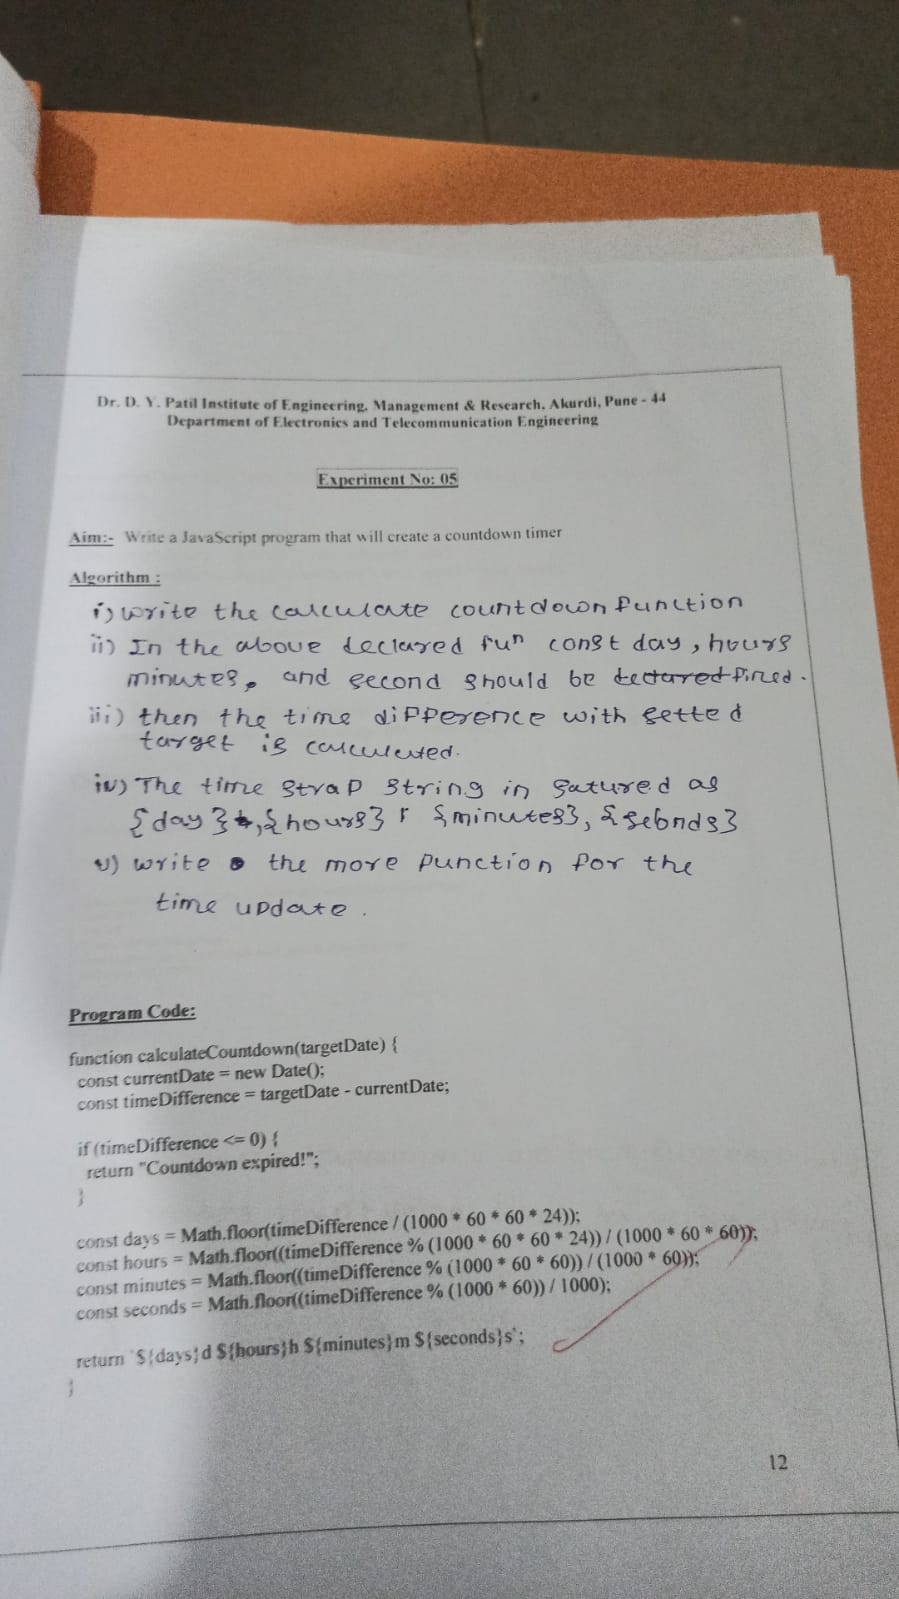 Dr. D. Y. Patil Institute of Engineering, Management & Research, Akurdi, Pune - 44
Department of Electronics and Telecommunication Engineering
Experiment No: 05
Aim:- Write a JavaScript program that will create a countdown timer
Algorithm :
i) write the calculate countdown function
ii) In the above declared fun const day, hours
minutes, and second should be declared fired.
iii) then the time difference with setted
target is calculated.
iv) The time strap string in as
{day}, {hours} {minutes}, {
v) write the more function for the
time update.
Program Code:
function calculateCountdown(targetDate) {
const currentDate = new Date();
const timeDifference = targetDate - currentDate;
if (timeDifference <= 0) {
return "Countdown expired!";
}
const days = Math.floor(timeDifference / (1000 * 60 * 60 * 24));
const hours = Math.floor((timeDifference % (1000 * 60 * 60 * 24)) / (1000 * 60 * 60));
const minutes = Math.floor((timeDifference % (1000 * 60 * 60)) / (1000 * 60));
const seconds = Math.floor((timeDifference % (1000 * 60)) / 1000);
return `${days}d ${hours}h ${minutes}m ${seconds}s`;
}
12